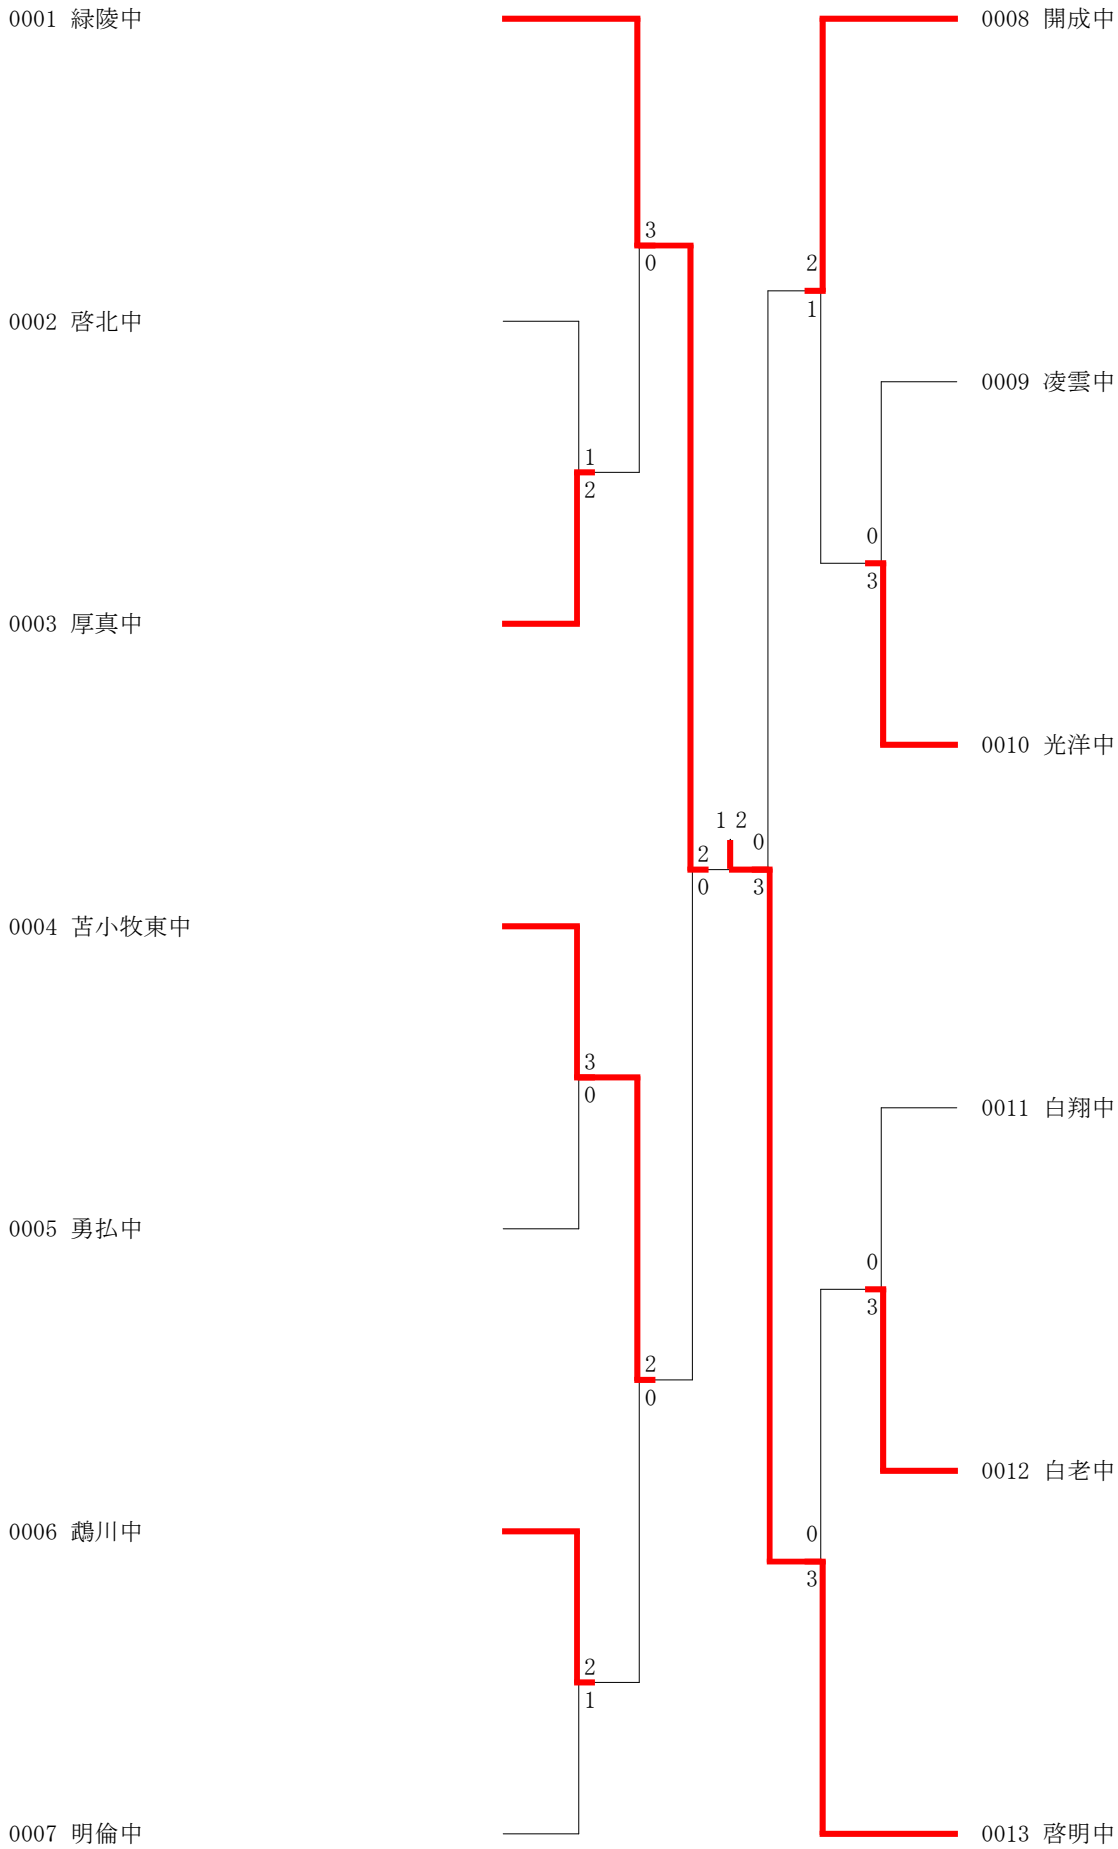 0001 緑陵中
0008 開成中
3
0
2
1
0002 啓北中
0009 凌雲中
1
2
0
3
0003 厚真中
0010 光洋中
1 2
2
0
0
3
0004 苫小牧東中
3
0
0011 白翔中
0005 勇払中
0
3
2
0
0012 白老中
0006 鵡川中
0
3
2
1
0007 明倫中
0013 啓明中